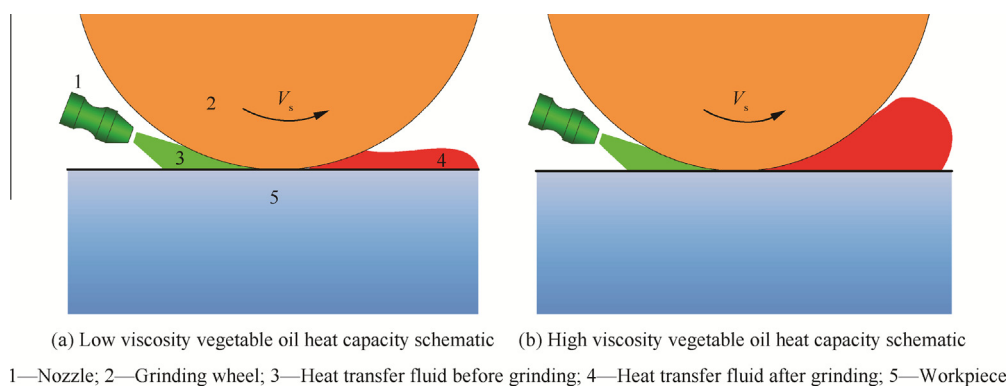 1
2
Vs
3
4
5
Vs
(a) Low viscosity vegetable oil heat capacity schematic
(b) High viscosity vegetable oil heat capacity schematic
1—Nozzle; 2—Grinding wheel; 3—Heat transfer fluid before grinding; 4—Heat transfer fluid after grinding; 5—Workpiece